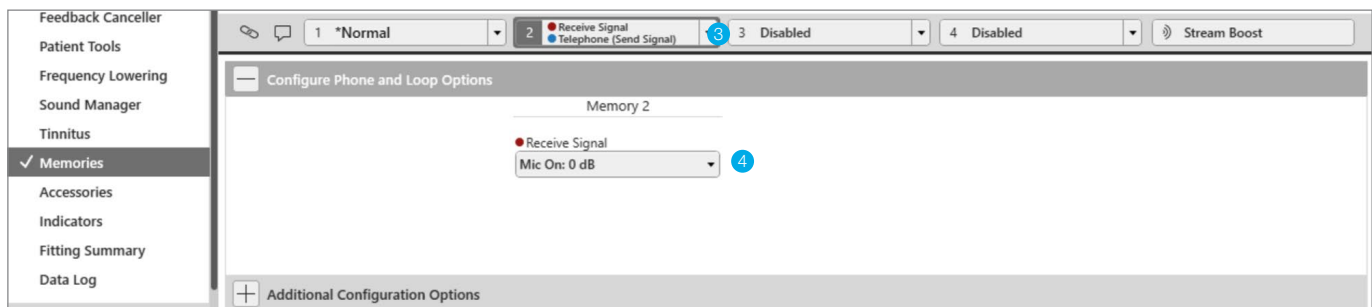 Feedback Canceller
Patient Tools
Frequency Lowering
Sound Manager
Tinnitus
✓ Memories
Accessories
Indicators
Fitting Summary
Data Log
1 *Normal
2 Receive Signal
Telephone (Send Signal)
3
3 Disabled
4 Disabled
Stream Boost
Configure Phone and Loop Options
Memory 2
Receive Signal
Mic On: 0 dB
4
Additional Configuration Options